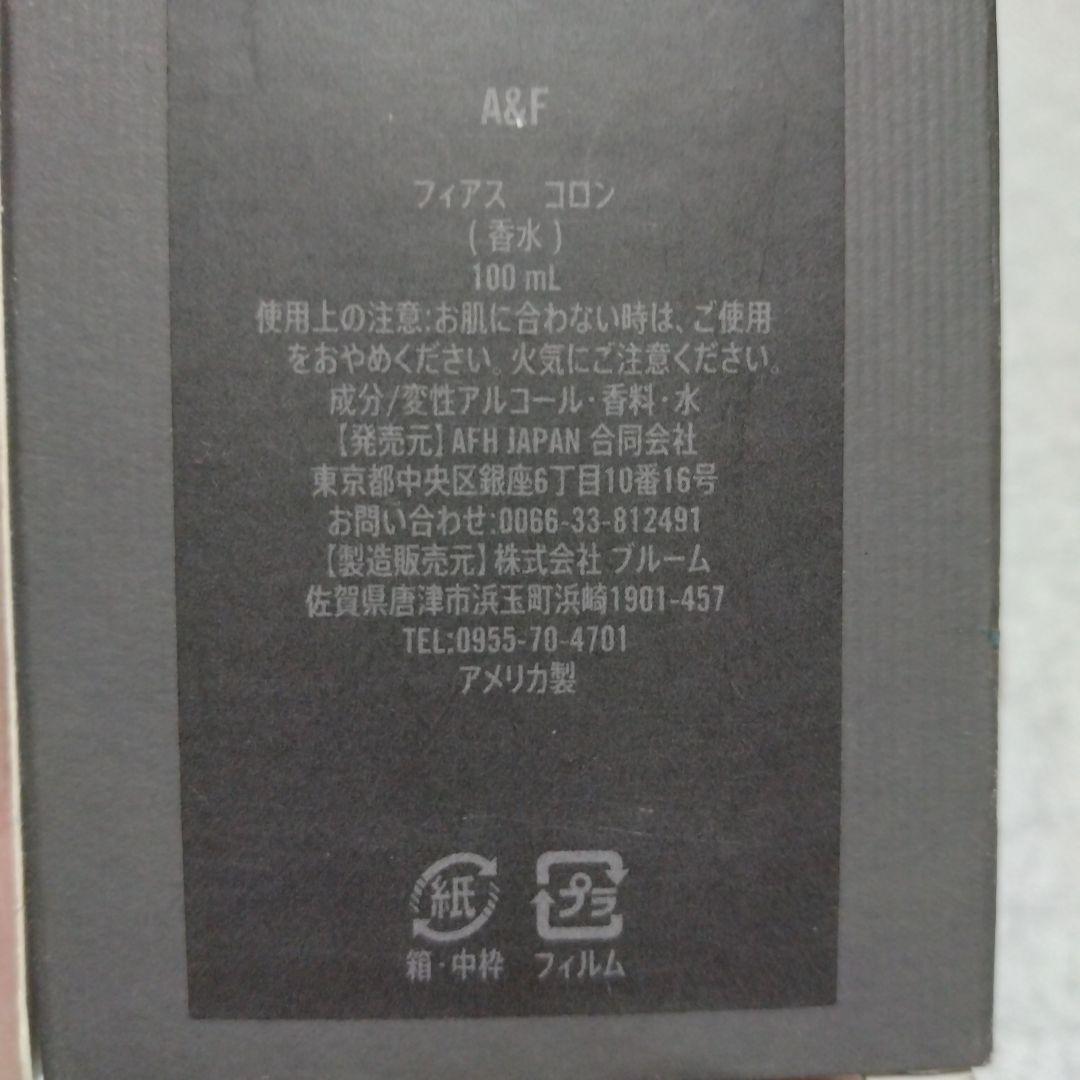 A&F
フィアス コロン
( 香水 )
100 mL
使用上の注意:お肌に合わない時は、ご使用
をおやめください。火気にご注意ください。
成分/変性アルコール・香料・水
【発売元】AFH JAPAN 合同会社
東京都中央区銀座6丁目10番16号
お問い合わせ:0066-33-812491
【製造販売元】株式会社 ブルーム
佐賀県唐津市浜玉町浜崎1901-457
TEL:0955-70-4701
アメリカ製
紙 プラ
箱・中枠 フィルム